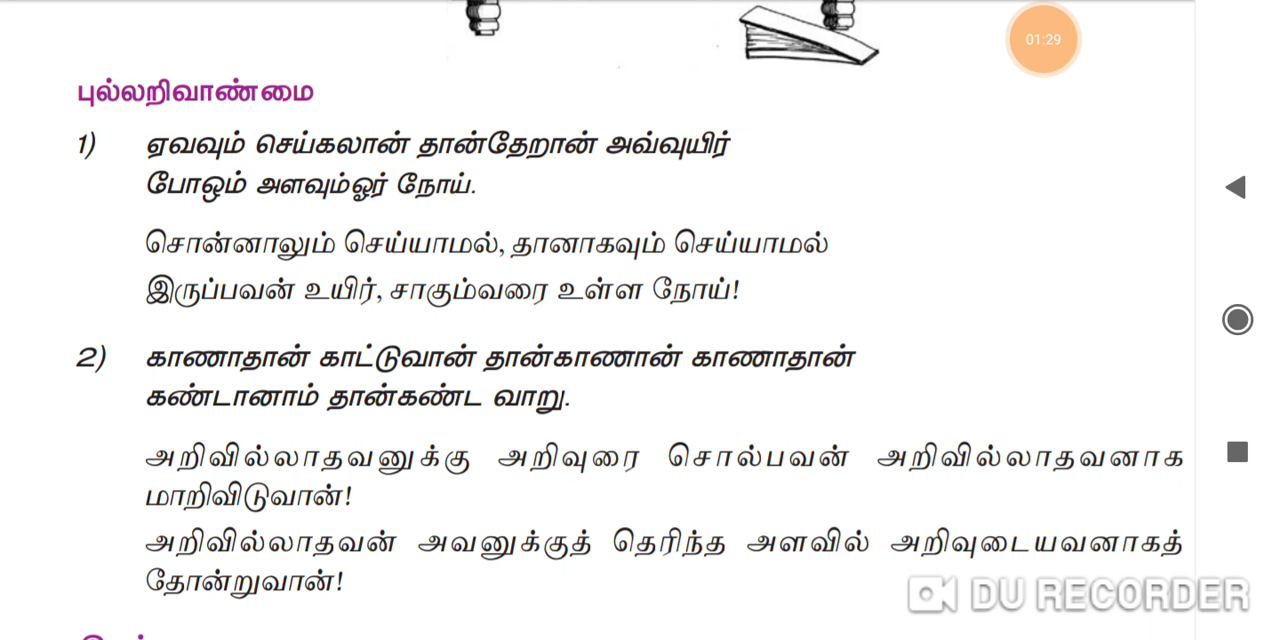 01:29
புல்லறிவாண்மை
1) ஏவவும் செய்கலான் தான்தேறான் அவ்வுயிர்
போஒம் அளவும்ஓர் நோய்.
சொன்னாலும் செய்யாமல், தானாகவும் செய்யாமல்
இருப்பவன் உயிர், சாகும்வரை உள்ள நோய்!
2) காணாதான் காட்டுவான் தான்காணான் காணாதான்
கண்டானாம் தான்கண்ட வாறு.
அறிவில்லாதவனுக்கு அறிவுரை சொல்பவன் அறிவில்லாதவனாக
மாறிவிடுவான்!
அறிவில்லாதவன் அவனுக்குத் தெரிந்த அளவில் அறிவுடையவனாகத்
தோன்றுவான்!
DU RECORDER